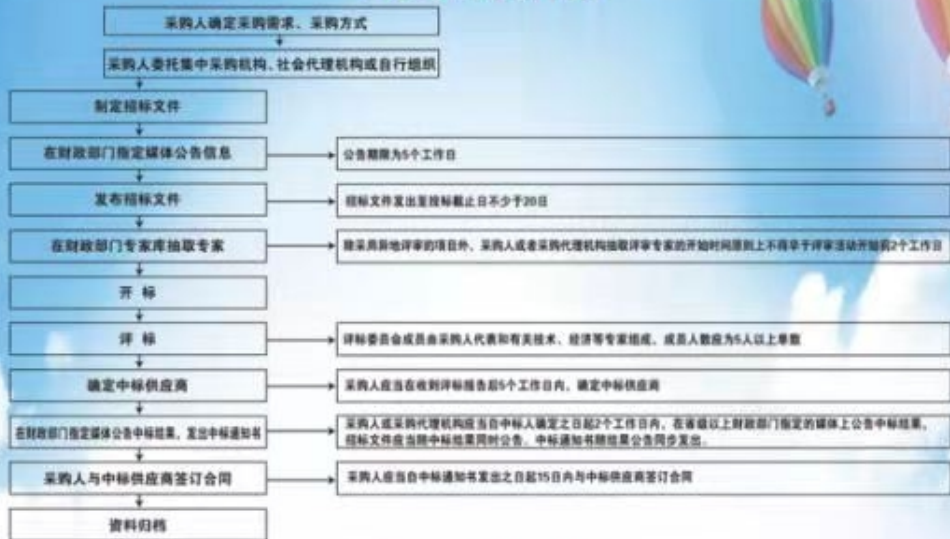 采购人确定采购需求、采购方式
采购人委托集中采购机构、社会代理机构或自行组织
制定招标文件
在财政部门指定媒体公告信息
公告期限为5个工作日
发布招标文件
招标文件发出至投标截止日不少于20日
在财政部门专家库抽取专家
除采用异地评审的项目外，采购人或者采购代理机构抽取评审专家的开始时间原则上不得早于评审活动开始前2个工作日
开 标
评 标
评标委员会成员由采购人代表和有关技术、经济等专家组成，成员人数应为5人以上单数
确定中标供应商
采购人应当在收到评标报告后5个工作日内，确定中标供应商
在财政部门指定媒体公告中标结果，发出中标通知书
采购人或采购代理机构应当自中标人确定之日起2个工作日内，在省级以上财政部门指定的媒体上公告中标结果，
招标文件应当随中标结果同时公告。中标通知书随结果公告同步发出。
采购人与中标供应商签订合同
采购人应当自中标通知书发出之日起15日内与中标供应商签订合同
资料归档